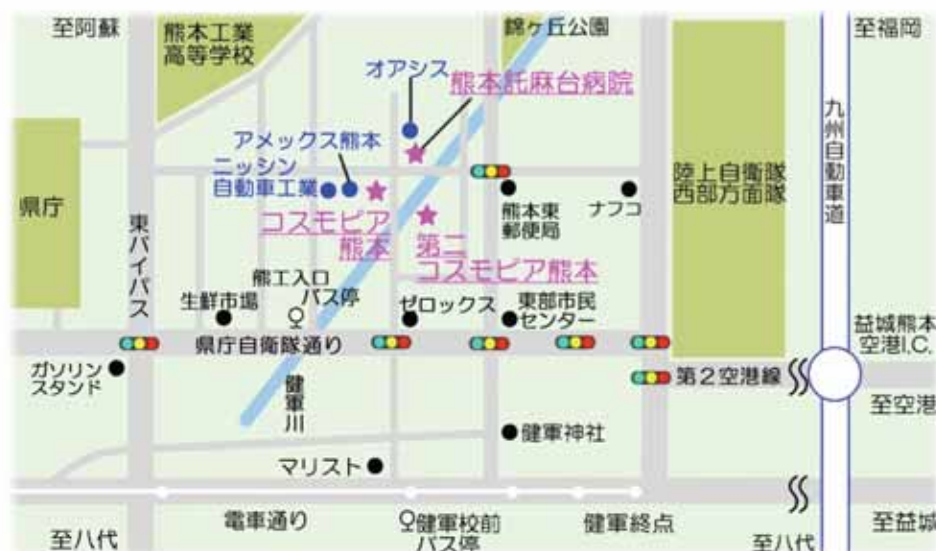 至阿蘇
熊本工業
高等学校
錦ヶ丘公園
至福岡
オアシス
熊本託麻台病院
九州自動車道
アメックス熊本
ニッシン
自動車工業
陸上自衛隊
西部方面隊
県庁
東バイパス
コスモピア
熊本
第二
コスモピア熊本
熊本東
郵便局
ナフコ
熊工入口
バス停
生鮮市場
ゼロックス
東部市民
センター
県庁自衛隊通り
益城熊本
空港I.C.
ガソリン
スタンド
健軍川
第2空港線
至空港
健軍神社
マリスト
電車通り
健軍校前
バス停
健軍終点
至八代
至八代
至益城